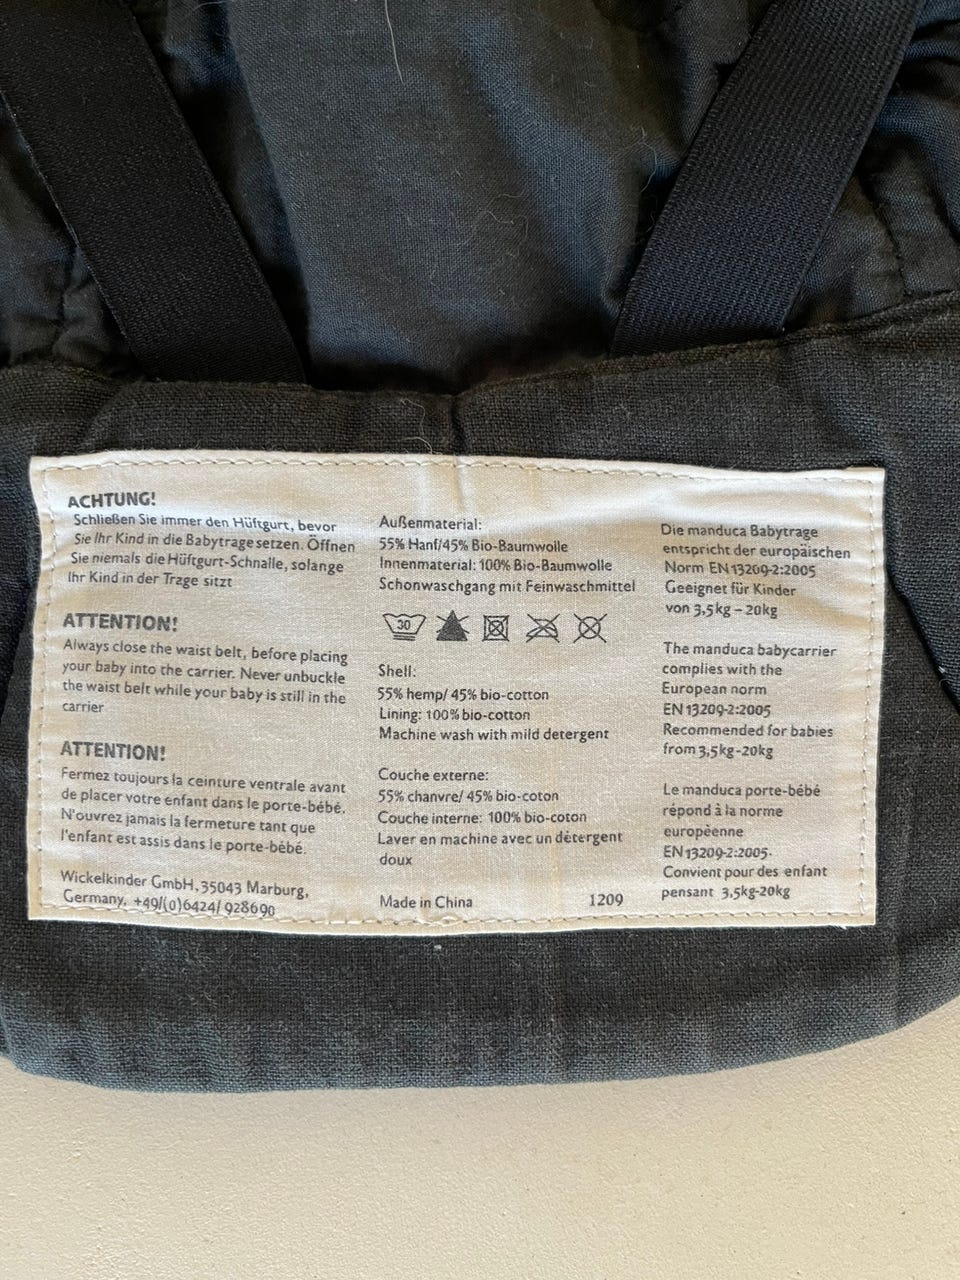 ACHTUNG!
Schließen Sie immer den Hüftgurt, bevor
Sie Ihr Kind in die Babytrage setzen. Öffnen
Sie niemals die Hüftgurt-Schnalle, solange
Ihr Kind in der Trage sitzt
ATTENTION!
Always close the waist belt, before placing
your baby into the carrier. Never unbuckle
the waist belt while your baby is still in the
carrier
ATTENTION!
Fermez toujours la ceinture ventrale avant
de placer votre enfant dans le porte-bébé.
N'ouvrez jamais la fermeture tant que
l'enfant est assis dans le porte-bébé.
Wickelkinder GmbH, 35043 Marburg,
Germany, +49/(0)6424/ 928690
Außenmaterial:
55% Hanf/45% Bio-Baumwolle
Innenmaterial: 100% Bio-Baumwolle
Schonwaschgang mit Feinwaschmittel
30
Shell:
55% hemp/ 45% bio-cotton
Lining: 100% bio-cotton
Machine wash with mild detergent
Couche externe:
55% chanvre/ 45% bio-coton
Couche interne: 100% bio-coton
Laver en machine avec un détergent
doux
Made in China 1209
Die manduca Babytrage
entspricht der europäischen
Norm EN 13209-2:2005
Geeignet für Kinder
von 3,5kg – 20kg
The manduca babycarrier
complies with the
European norm
EN 13209-2:2005
Recommended for babies
from 3,5kg-20kg
Le manduca porte-bébé
répond à la norme
européenne
EN 13209-2:2005.
Convient pour des enfant
pensant 3,5kg-20kg